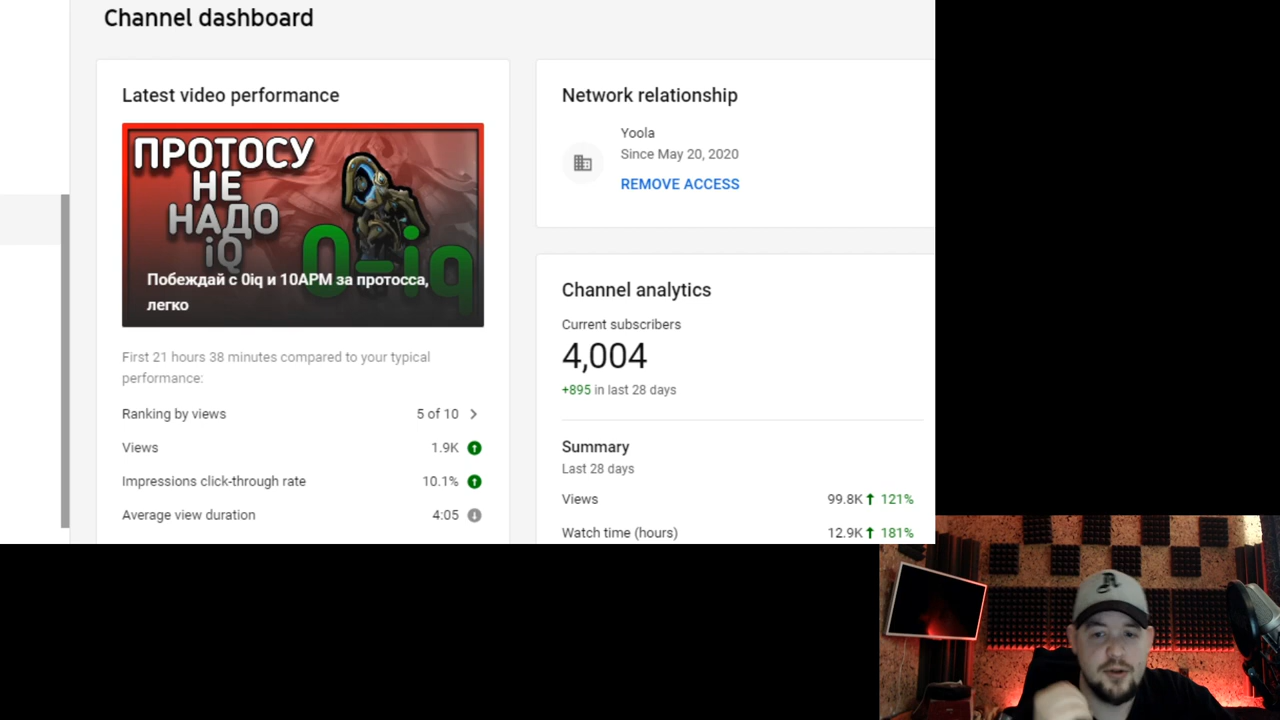 Channel dashboard
Latest video performance
ПРОТОСУ
НЕ
НАДО
iQ
0-iq
Побеждай с 0iq и 10APM за протосса,
легко
First 21 hours 38 minutes compared to your typical
performance:
Ranking by views 5 of 10
Views 1.9K
Impressions click-through rate 10.1%
Average view duration 4:05
Network relationship
Yoola
Since May 20, 2020
REMOVE ACCESS
Channel analytics
Current subscribers
4,004
+895 in last 28 days
Summary
Last 28 days
Views 99.8K 121%
Watch time (hours) 12.9K 181%